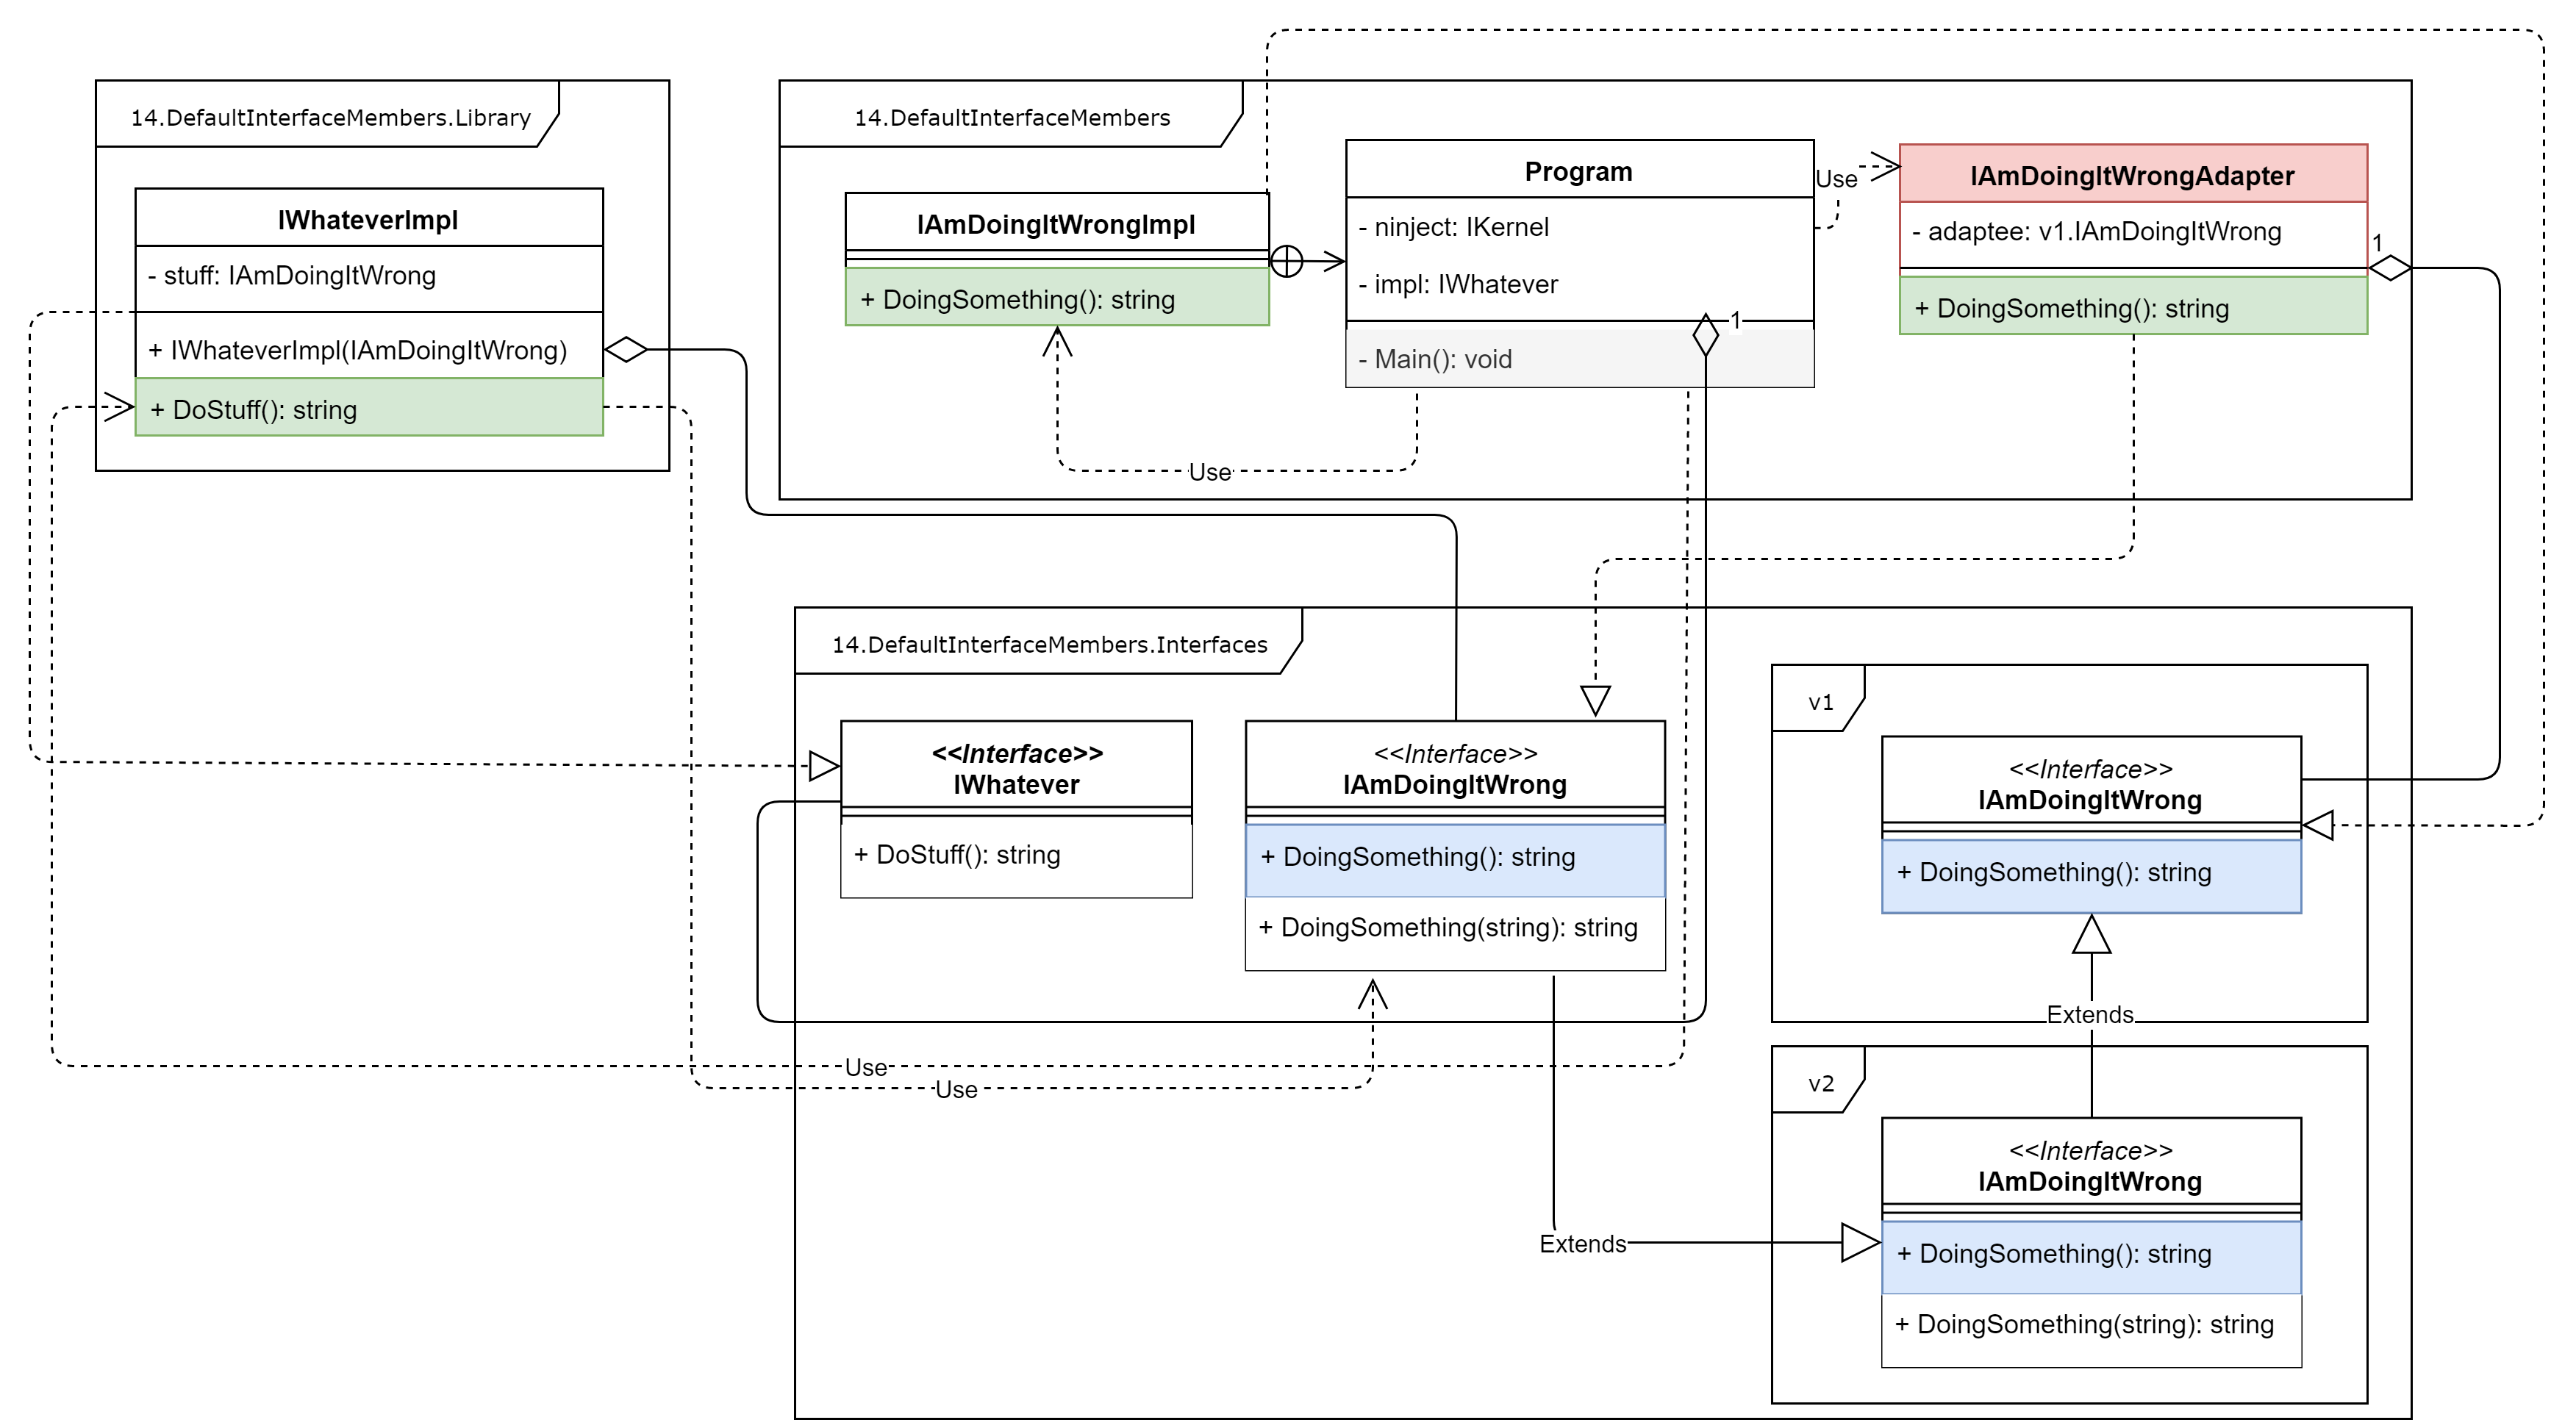 14.DefaultInterfaceMembers.Library
IWhateverImpl
- stuff: IAmDoingItWrong
+ IWhateverImpl(IAmDoingItWrong)
+ DoStuff(): string
14.DefaultInterfaceMembers
IAmDoingItWrongImpl
+ DoingSomething(): string
Program
- ninject: IKernel
- impl: IWhatever
1
- Main(): void
Use
Use
IAmDoingItWrongAdapter
- adaptee: v1.IAmDoingItWrong
1
+ DoingSomething(): string
14.DefaultInterfaceMembers.Interfaces
<<Interface>>
IWhatever
+ DoStuff(): string
<<Interface>>
IAmDoingItWrong
+ DoingSomething(): string
+ DoingSomething(string): string
Use
Use
Extends
v1
<<Interface>>
IAmDoingItWrong
+ DoingSomething(): string
Extends
v2
<<Interface>>
IAmDoingItWrong
+ DoingSomething(): string
+ DoingSomething(string): string